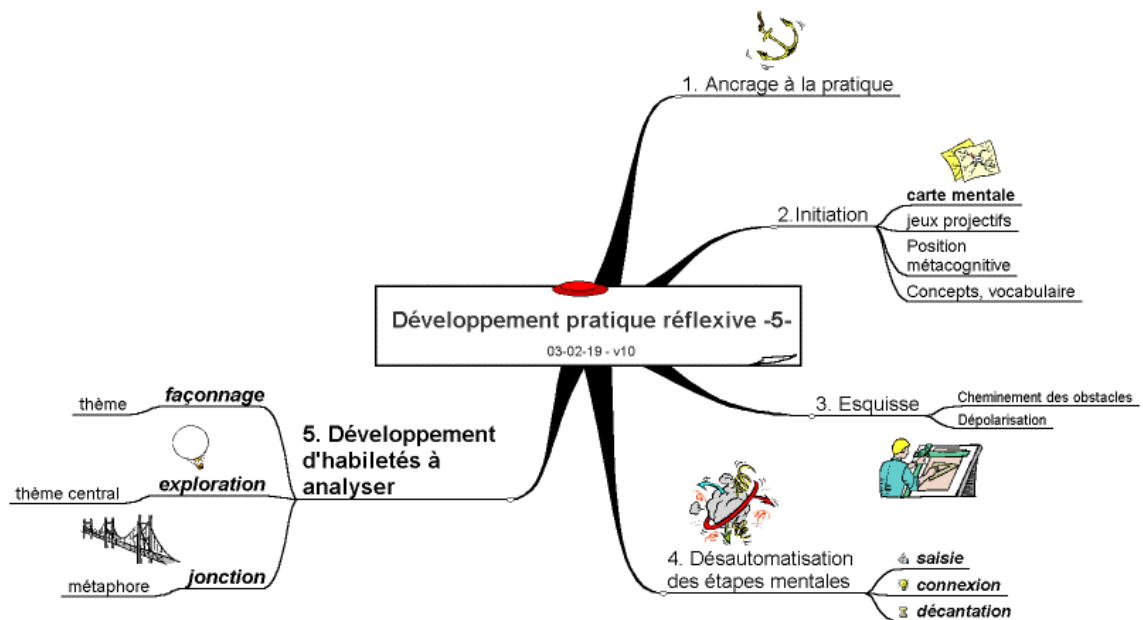 Développement pratique réflexive -5-
03-02-19 - v10
1. Ancrage à la pratique
2.Initiation
carte mentale
jeux projectifs
Position
métacognitive
Concepts, vocabulaire
3. Esquisse
Cheminement des obstacles
Dépolarisation
4. Désautomatisation
des étapes mentales
saisie
connexion
décantation
5. Développement
d'habiletés à
analyser
façonnage
thème
exploration
thème central
jonction
métaphore